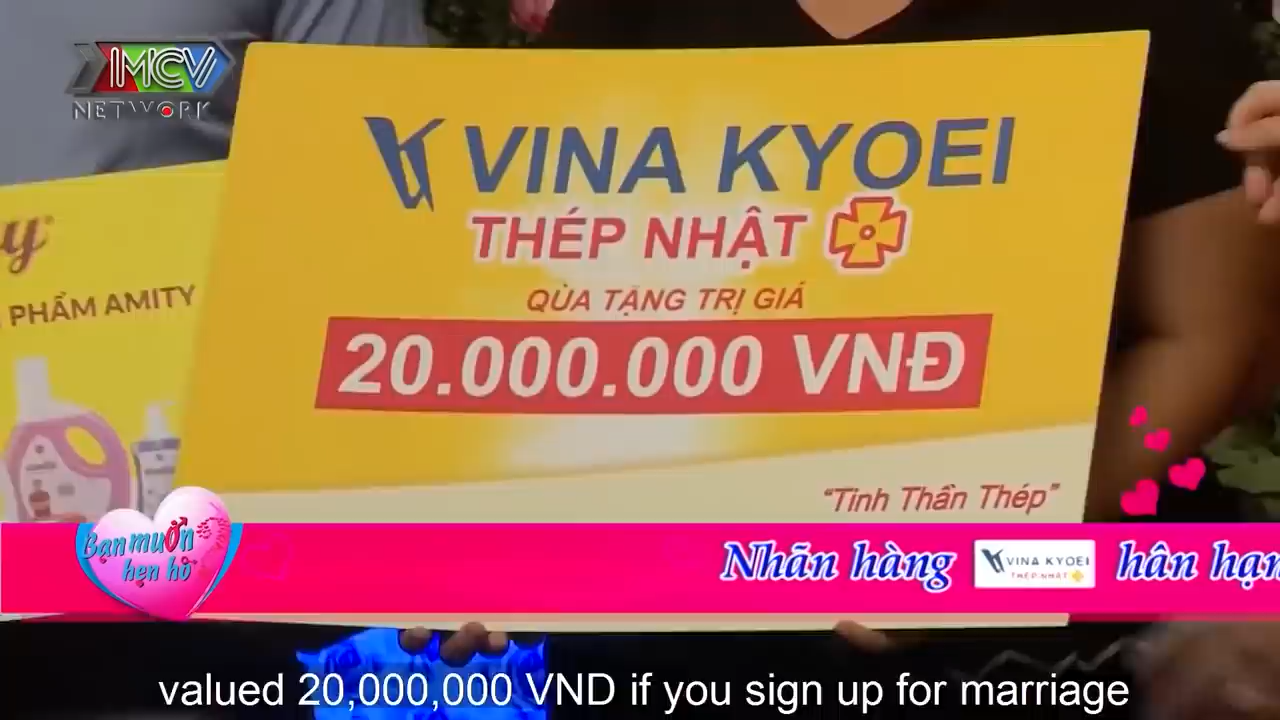 MCV
NETWORK
VINA KYOEI
THÉP NHẬT
QÙA TẶNG TRỊ GIÁ
20.000.000 VNĐ
"Tinh Thần Thép"
PHẨM AMITY
Bạn muốn
hẹn hò
Nhãn hàng VINA KYOEI THÉP NHẬT hân hạn
valued 20,000,000 VND if you sign up for marriage